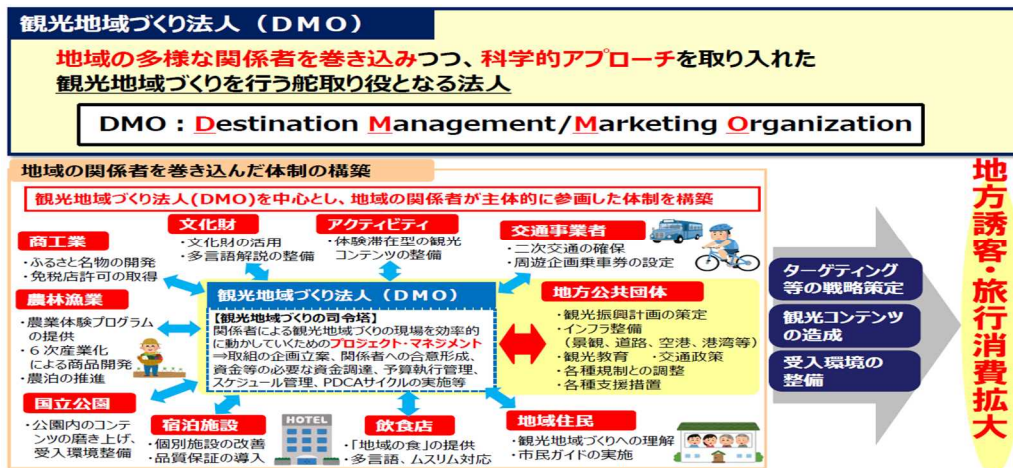 観光地域づくり法人（DMO）
地域の多様な関係者を巻き込みつつ、科学的アプローチを取り入れた
観光地域づくりを行う舵取り役となる法人
DMO：Destination Management/Marketing Organization
地域の関係者を巻き込んだ体制の構築
観光地域づくり法人(DMO)を中心とし、地域の関係者が主体的に参画した体制を構築
商工業
・ふるさと名物の開発
・免税店許可の取得
文化財
・文化財の活用
・多言語解説の整備
アクティビティ
・体験滞在型の観光
コンテンツの整備
交通事業者
・二次交通の確保
・周遊企画乗車券の設定
農林漁業
・農業体験プログラム
の提供
・６次産業化
による商品開発
・農泊の推進
観光地域づくり法人（DMO）
【観光地域づくりの司令塔】
関係者による観光地域づくりの現場を効率的
に動かしていくためのプロジェクト・マネジメント
⇒取組の企画立案、関係者への合意形成、
資金等の必要な資金調達、予算執行管理、
スケジュール管理、PDCAサイクルの実施等
地方公共団体
・観光振興計画の策定
・インフラ整備
（景観、道路、空港、港湾等）
・観光教育 ・交通政策
・各種規制との調整
・各種支援措置
国立公園
・公園内のコンテ
ンツの磨き上げ、
受入環境整備
宿泊施設
・個別施設の改善
・品質保証の導入
HOTEL
飲食店
・「地域の食」の提供
・多言語、ムスリム対応
地域住民
・観光地域づくりへの理解
・市民ガイドの実施
ターゲティング
等の戦略策定
観光コンテンツ
の造成
受入環境の
整備
地方誘客・旅行消費拡大